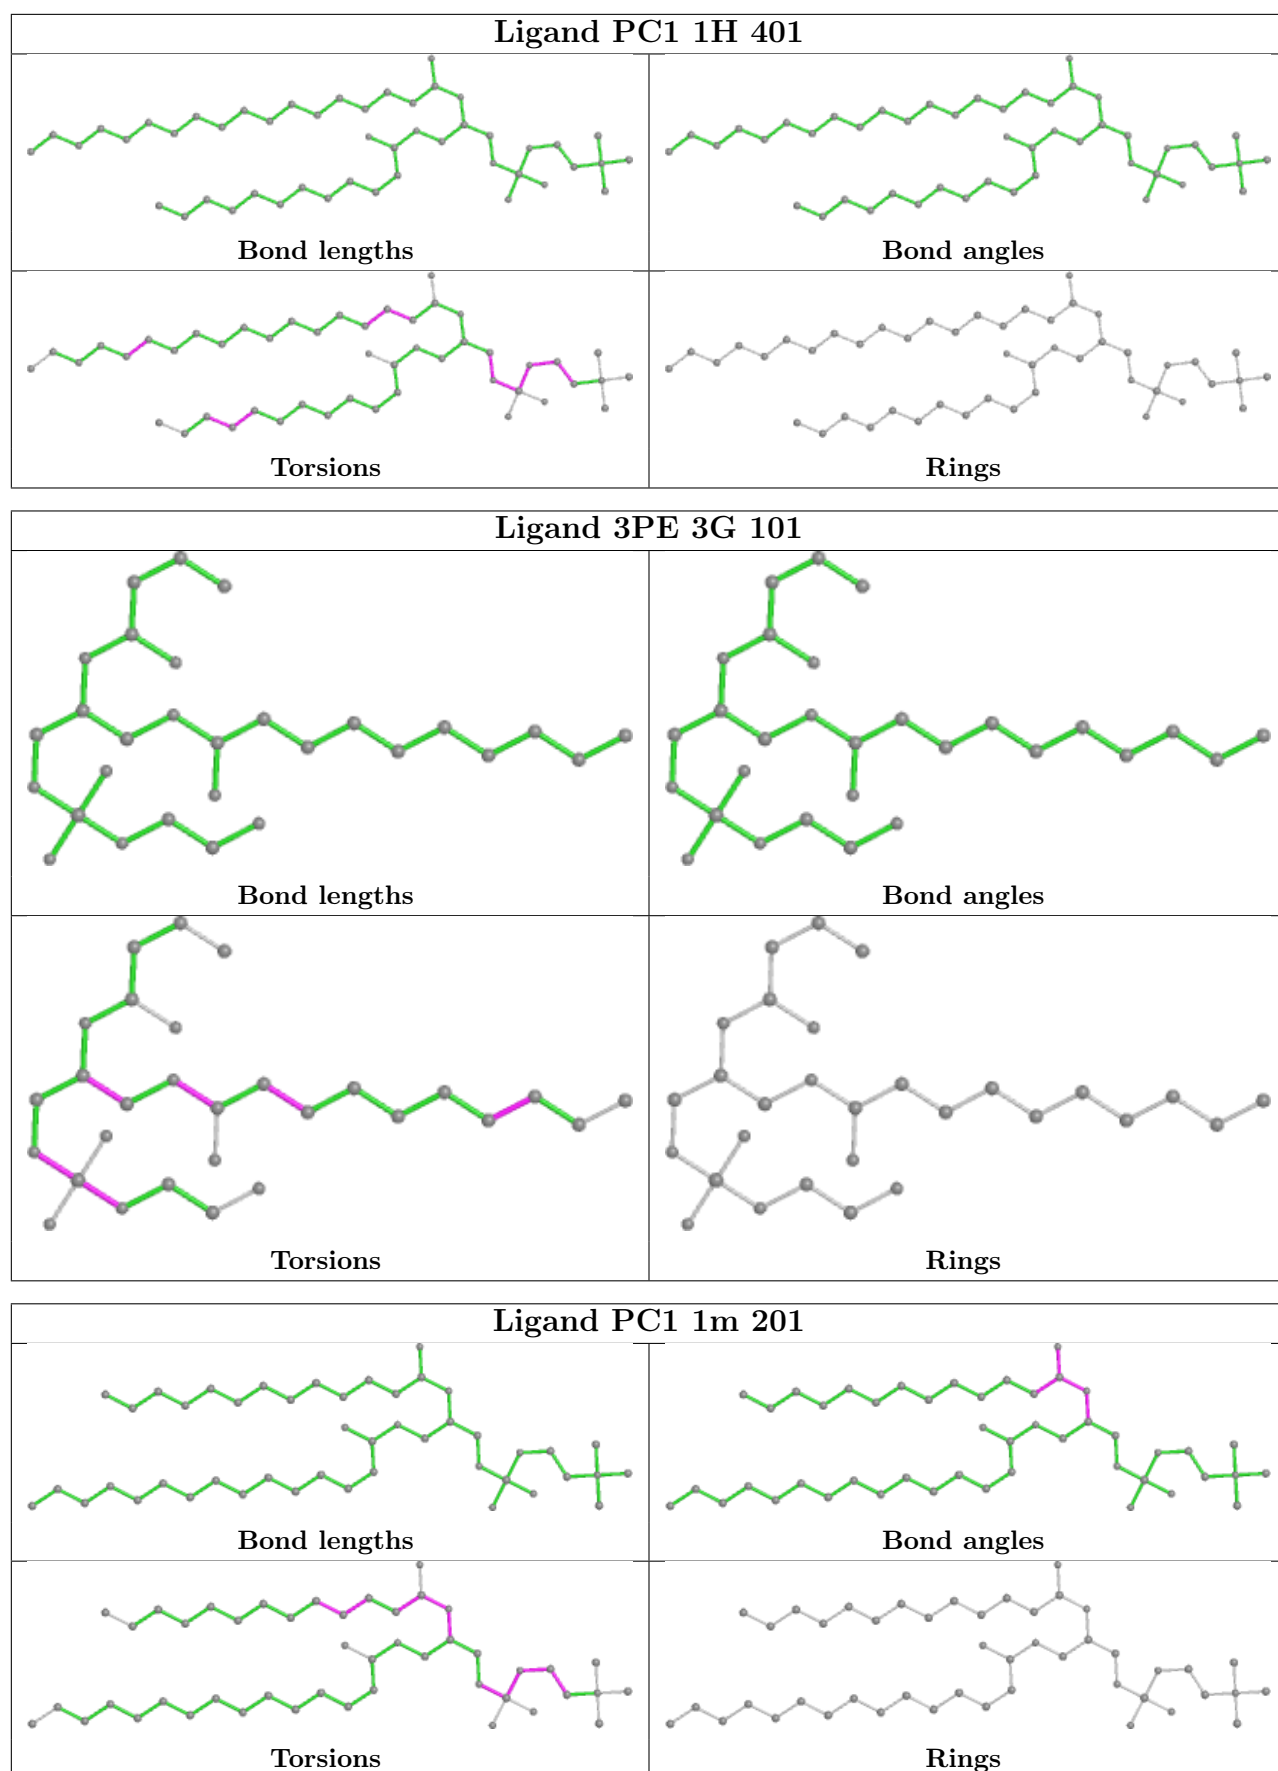 Ligand PC1 1H 401
Bond lengths
Bond angles
Torsions
Rings
Ligand 3PE 3G 101
Bond lengths
Bond angles
Torsions
Rings
Ligand PC1 1m 201
Bond lengths
Bond angles
Torsions
Rings